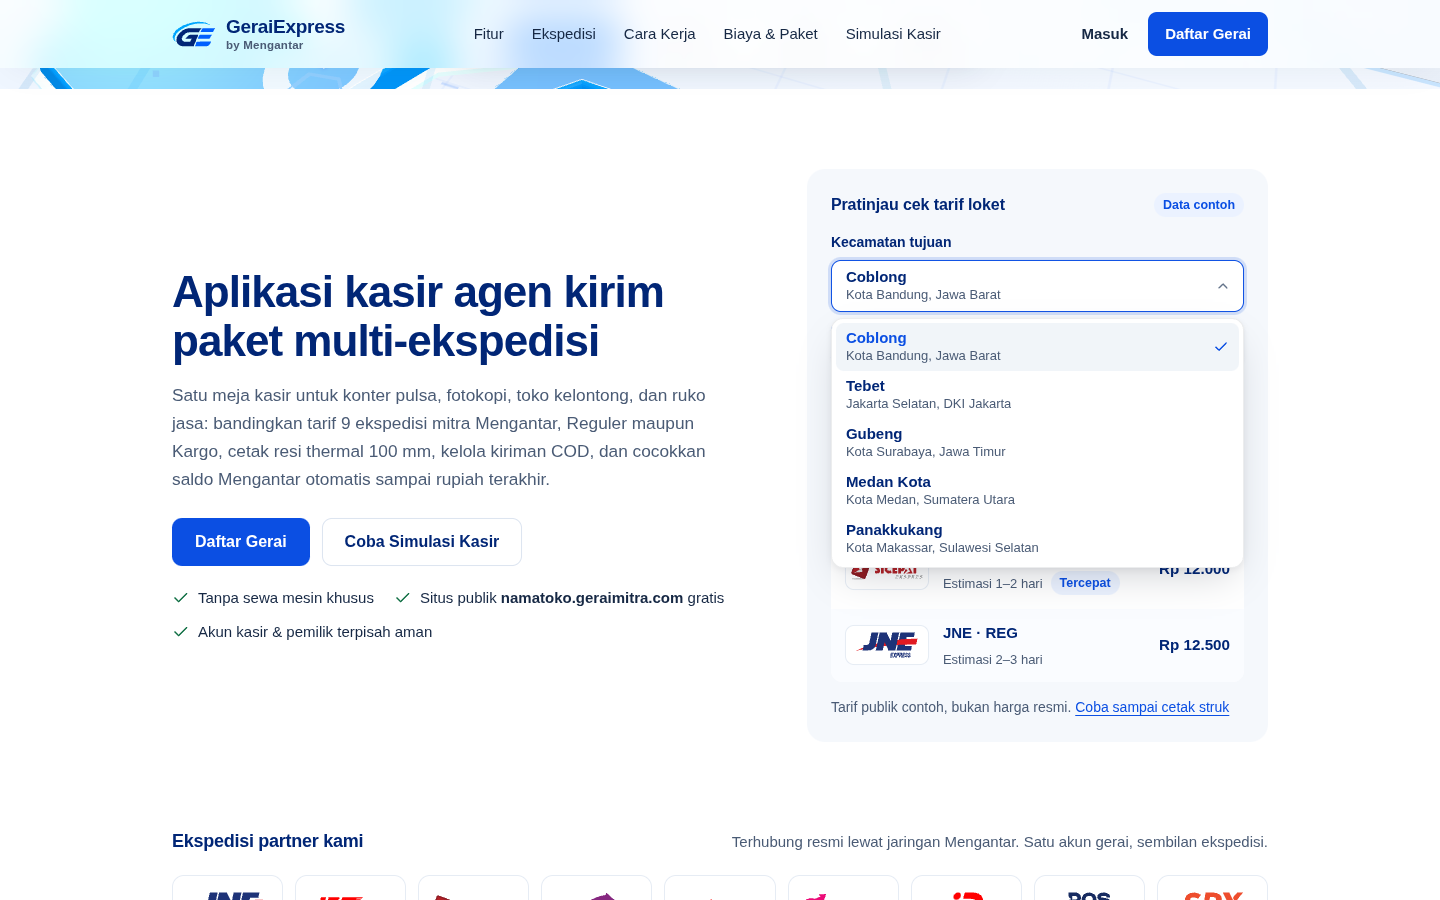 GeraiExpress
by Mengantar
Fitur
Ekspedisi
Cara Kerja
Biaya & Paket
Simulasi Kasir
Masuk
Daftar Gerai
Aplikasi kasir agen kirim
paket multi-ekspedisi
Satu meja kasir untuk konter pulsa, fotokopi, toko kelontong, dan ruko
jasa: bandingkan tarif 9 ekspedisi mitra Mengantar, Reguler maupun
Kargo, cetak resi thermal 100 mm, kelola kiriman COD, dan cocokkan
saldo Mengantar otomatis sampai rupiah terakhir.
Daftar Gerai
Coba Simulasi Kasir
Tanpa sewa mesin khusus
Situs publik namatoko.geraimitra.com gratis
Akun kasir & pemilik terpisah aman
Pratinjau cek tarif loket
Data contoh
Kecamatan tujuan
Coblong
Kota Bandung, Jawa Barat
Coblong
Kota Bandung, Jawa Barat
Tebet
Jakarta Selatan, DKI Jakarta
Gubeng
Kota Surabaya, Jawa Timur
Medan Kota
Kota Medan, Sumatera Utara
Panakkukang
Kota Makassar, Sulawesi Selatan
SICEPAT
EKSPRES
Estimasi 1–2 hari
Tercepat
Rp 12.000
JNE
EXPRESS
JNE · REG
Estimasi 2–3 hari
Rp 12.500
Tarif publik contoh, bukan harga resmi. Coba sampai cetak struk
Ekspedisi partner kami
Terhubung resmi lewat jaringan Mengantar. Satu akun gerai, sembilan ekspedisi.
JNE
POS
SPX